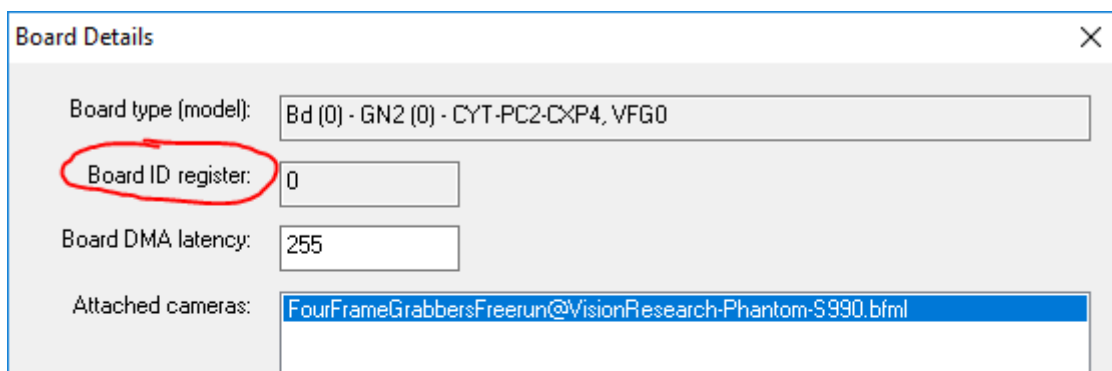 Board Details
Board type (model): Bd (0) - GN2 (0) - CYT-PC2-CXP4, VFG0
Board ID register: 0
Board DMA latency: 255
Attached cameras: FourFrameGrabbersFreerun@VisionResearch-Phantom-S990.bfml